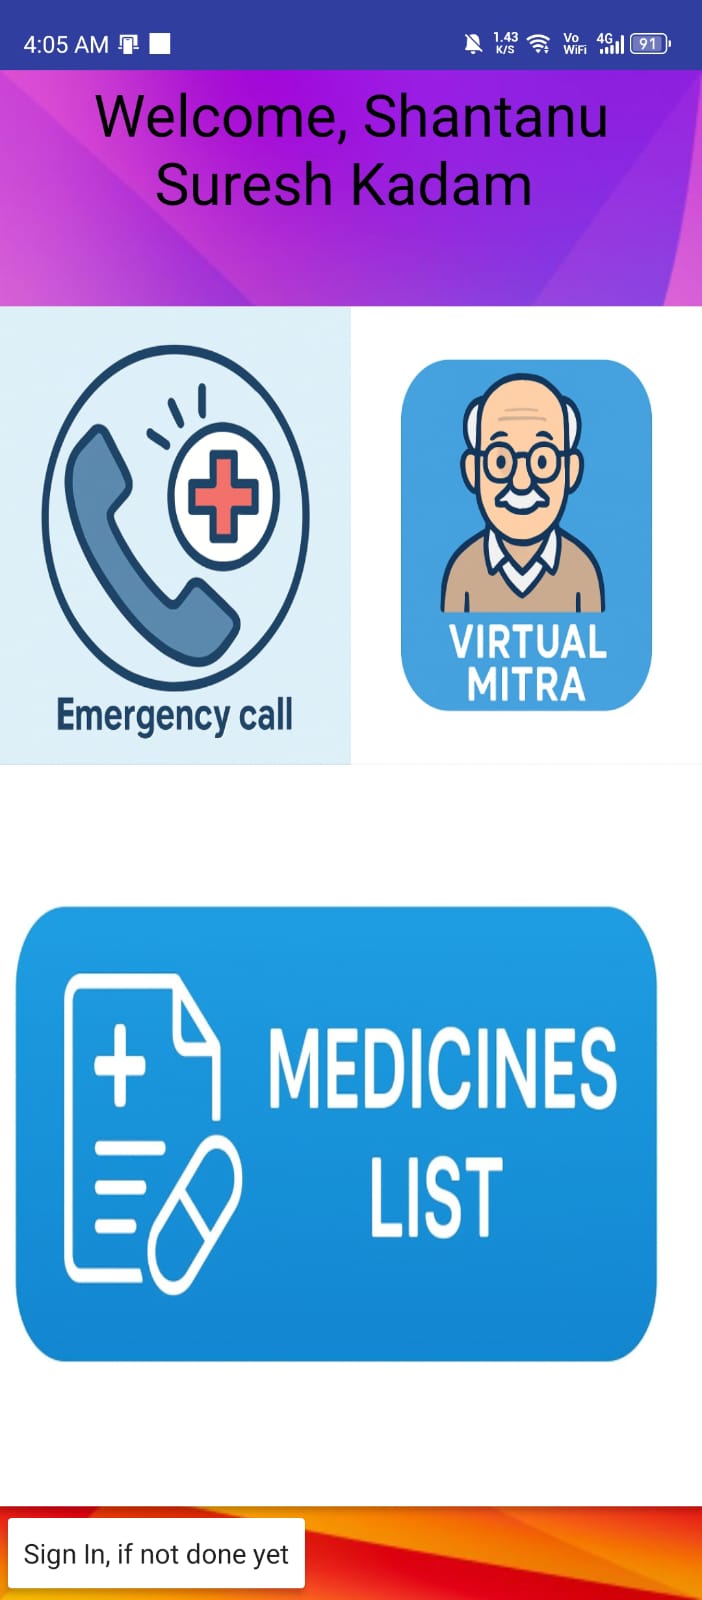 4:05 AM
1.43
K/S
Vo
WiFi
4G
91
Welcome, Shantanu
Suresh Kadam
Emergency call
VIRTUAL
MITRA
MEDICINES
LIST
Sign In, if not done yet